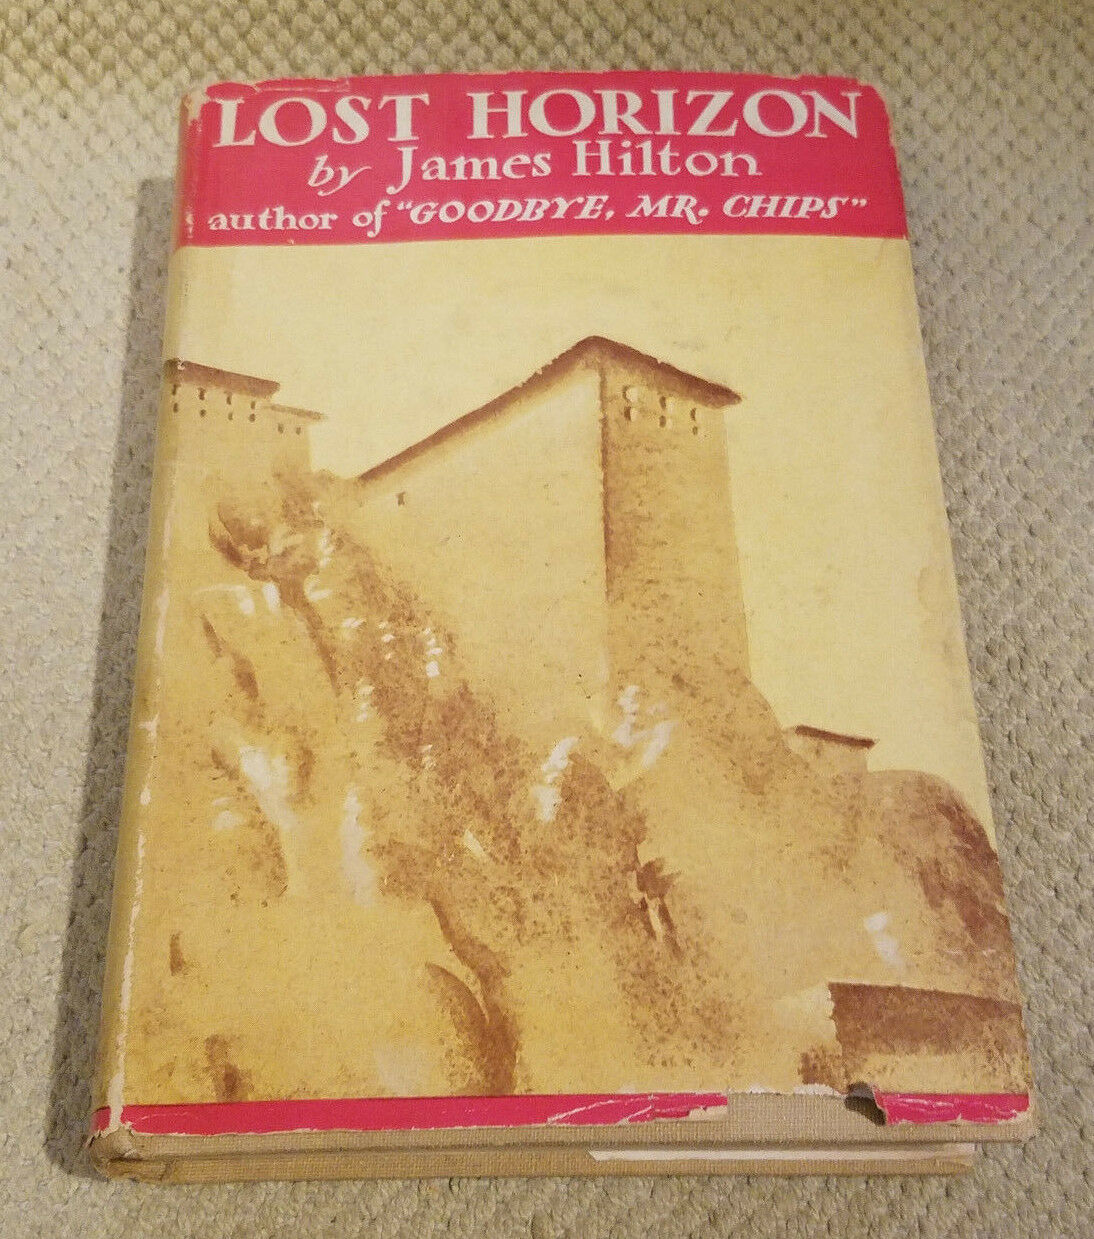 LOST HORIZON
by James Hilton
author of "GOODBYE, MR. CHIPS"